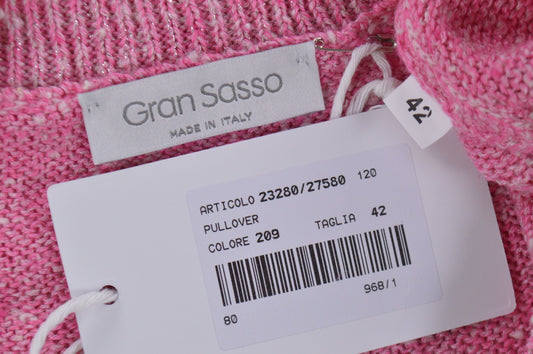 Gran Sasso
MADE IN ITALY
42
ARTICOLO 23280/27580 120
PULLOVER
COLORE 209 TAGLIA 42
968/1
80